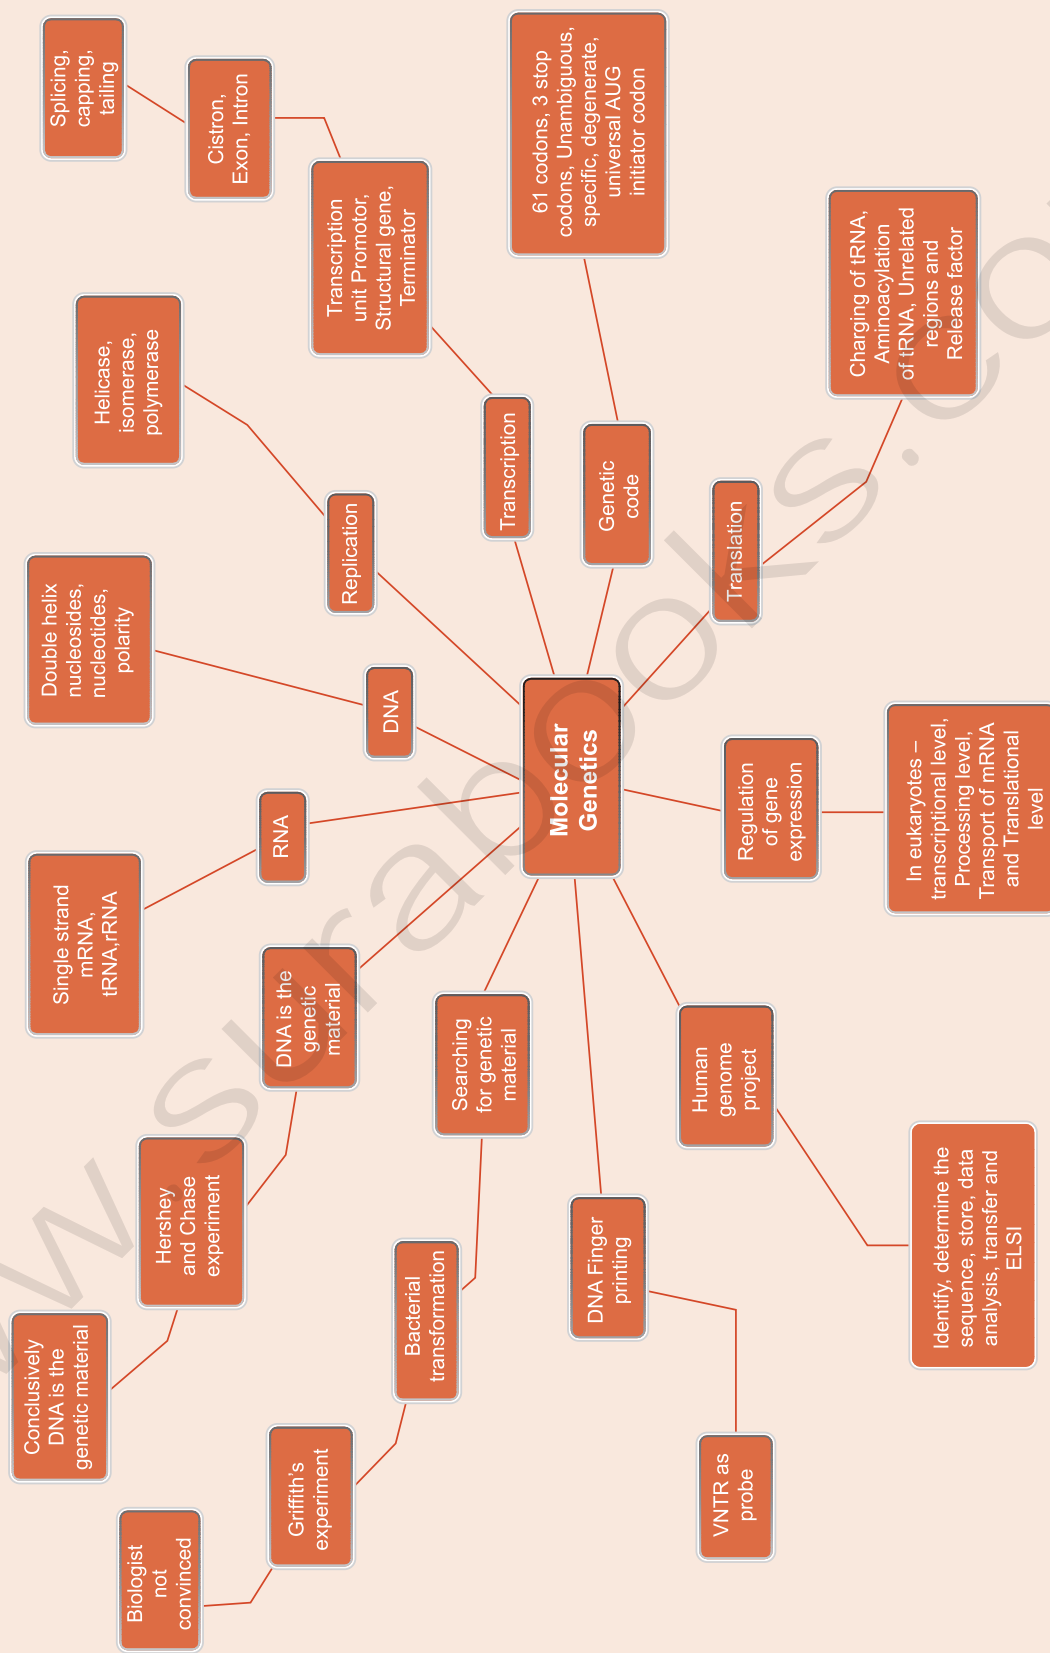 Splicing,
capping,
tailing
Cistron,
Exon, Intron
Transcription
unit Promotor,
Structural gene,
Terminator
Transcription
61 codons, 3 stop
codons, Unambiguous,
specific, degenerate,
universal AUG
initiator codon
Genetic
code
Charging of tRNA,
Aminoacylation
of tRNA, Unrelated
regions and
Release factor
Translation
Helicase,
isomerase,
polymerase
Replication
Double helix
nucleosides,
nucleotides,
polarity
DNA
Single strand
mRNA,
tRNA,rRNA
RNA
Molecular
Genetics
Regulation
of gene
expression
In eukaryotes –
transcriptional level,
Processing level,
Transport of mRNA
and Translational
level
DNA is the
genetic
material
Hershey
and Chase
experiment
Conclusively
DNA is the
genetic material
Searching
for genetic
material
Bacterial
transformation
Griffith's
experiment
Biologist
not
convinced
DNA Finger
printing
VNTR as
probe
Human
genome
project
Identify, determine the
sequence, store, data
analysis, transfer and
ELSI
w.surabooks.co